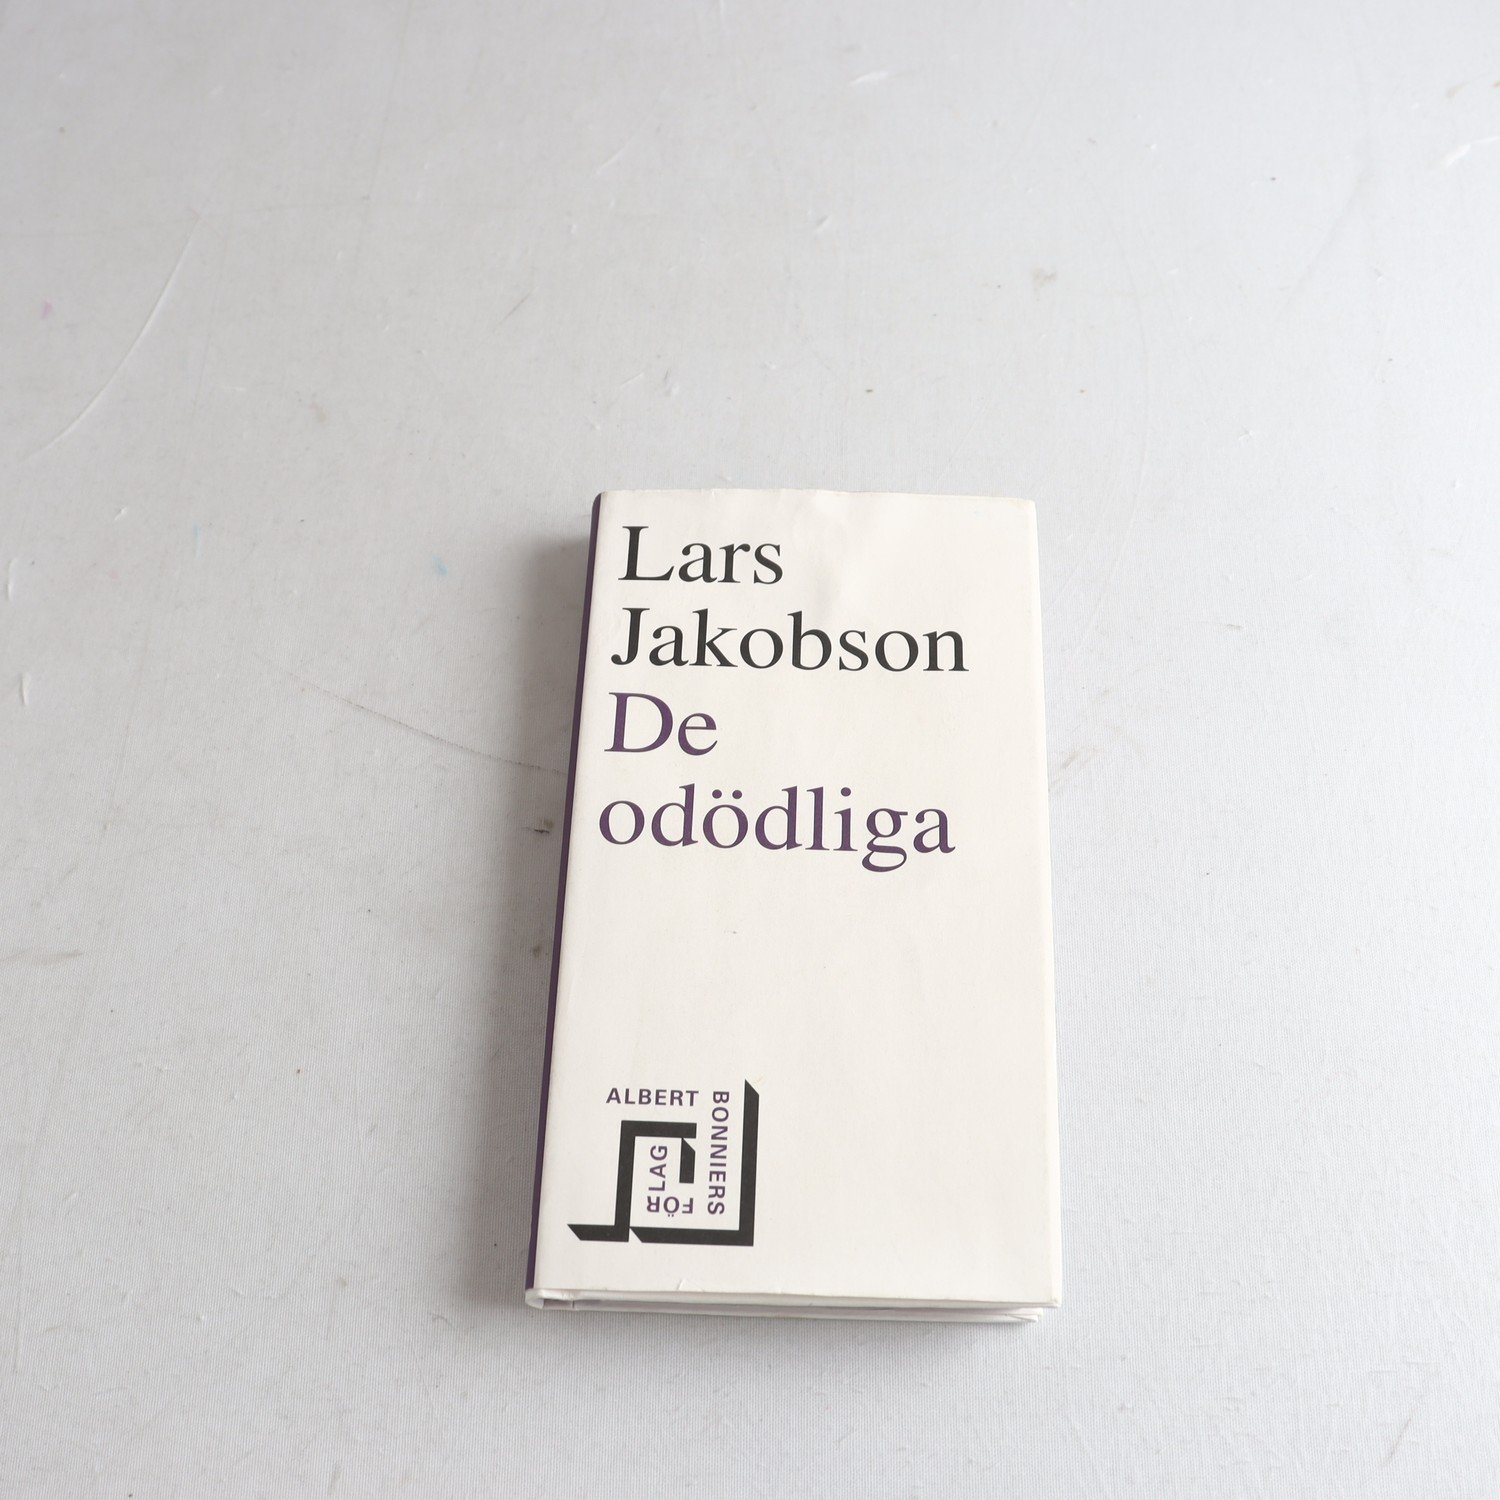 Lars
Jakobson
De
odödliga
ALBERT
BONNIERS
FÖRLAG